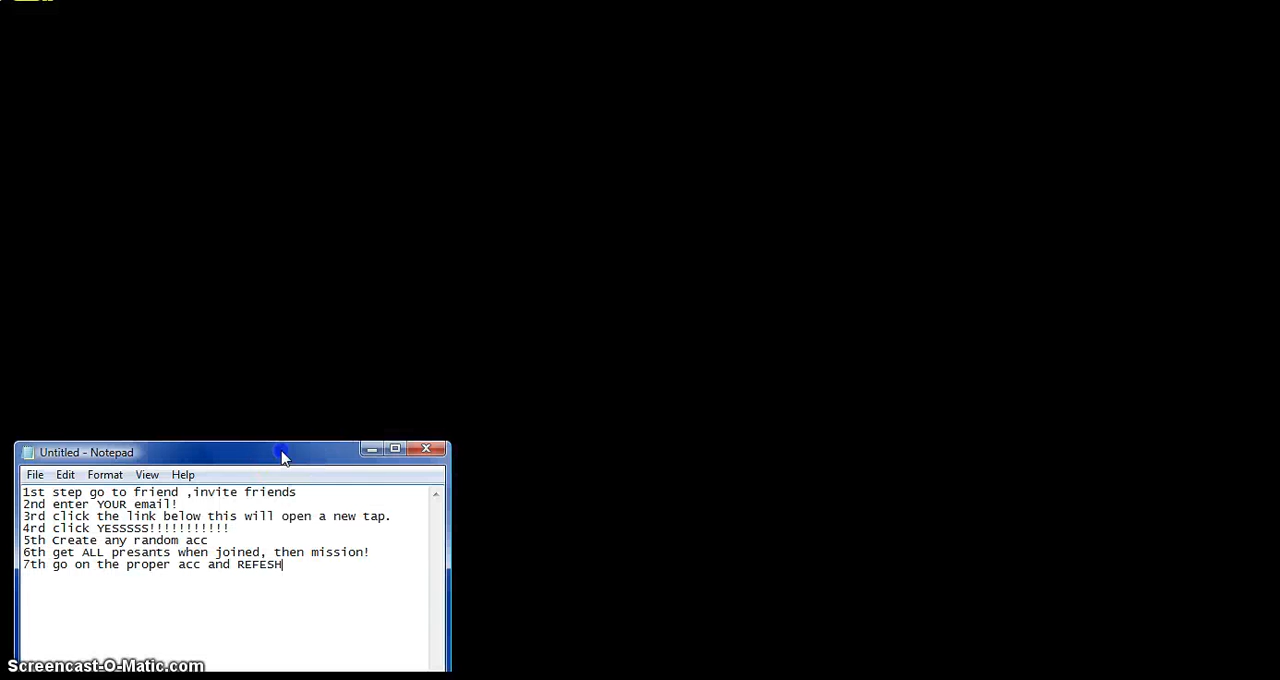 Untitled - Notepad
File Edit Format View Help
1st step go to friend ,invite friends
2nd enter YOUR email!
3rd click the link below this will open a new tap.
4rd click YESSSSS!!!!!!!!!!!
5th Create any random acc
6th get ALL presants when joined, then mission!
7th go on the proper acc and REFESH
Screencast-O-Matic.com